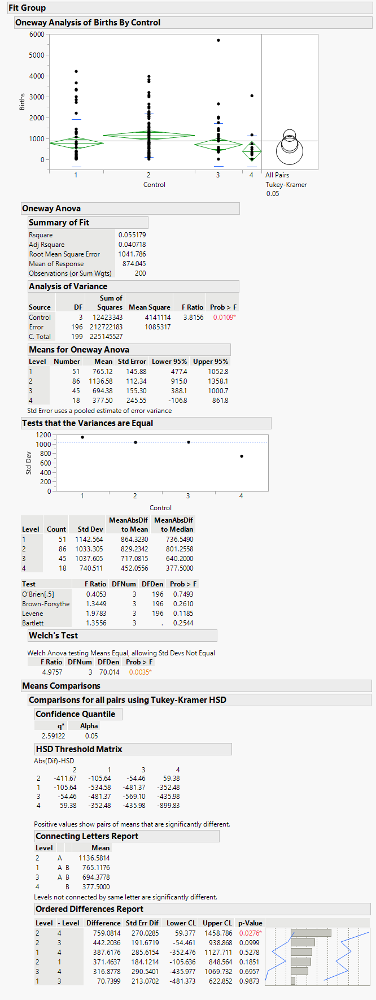 Fit Group
Oneway Analysis of Births By Control
6000
5000
4000
3000
2000
1000
0
Births
1 2 3 4
Control
All Pairs
Tukey-Kramer
0.05
Oneway Anova
Summary of Fit
Rsquare 0.055179
Adj Rsquare 0.040718
Root Mean Square Error 1041.786
Mean of Response 874.045
Observations (or Sum Wgts) 200
Analysis of Variance
Sum of
Source DF Squares Mean Square F Ratio Prob > F
Control 3 12423343 4141114 3.8156 0.0109*
Error 196 212722183 1085317
C. Total 199 225145527
Means for Oneway Anova
Level Number Mean Std Error Lower 95% Upper 95%
1 51 765.12 145.88 477.4 1052.8
2 86 1136.58 112.34 915.0 1358.1
3 45 694.38 155.30 388.1 1000.7
4 18 377.50 245.55 -106.8 861.8
Std Error uses a pooled estimate of error variance
Tests that the Variances are Equal
1200
1000
800
600
400
200
0
Std Dev
1 2 3 4
Control
MeanAbsDif MeanAbsDif
Level Count Std Dev to Mean to Median
1 51 1142.564 864.3230 736.5490
2 86 1033.305 829.2342 801.2558
3 45 1037.605 717.0815 640.2000
4 18 740.511 452.0556 377.5000
Test F Ratio DFNum DFDen Prob > F
O'Brien[.5] 0.4053 3 196 0.7493
Brown-Forsythe 1.3449 3 196 0.2610
Levene 1.9783 3 196 0.1185
Bartlett 1.3556 3 . 0.2544
Welch's Test
Welch Anova testing Means Equal, allowing Std Devs Not Equal
F Ratio DFNum DFDen Prob > F
4.9757 3 70.014 0.0035*
Means Comparisons
Comparisons for all pairs using Tukey-Kramer HSD
Confidence Quantile
q* Alpha
2.59122 0.05
HSD Threshold Matrix
Abs(Dif)-HSD
2 1 3 4
2 -411.67 -105.64 -54.46 59.38
1 -105.64 -534.58 -481.37 -352.48
3 -54.46 -481.37 -569.10 -435.98
4 59.38 -352.48 -435.98 -899.83
Positive values show pairs of means that are significantly different.
Connecting Letters Report
Level Mean
2 A 1136.5814
1 A B 765.1176
3 A B 694.3778
4 B 377.5000
Levels not connected by same letter are significantly different.
Ordered Differences Report
Level - Level Difference Std Err Dif Lower CL Upper CL p-Value
2 4 759.0814 270.0285 59.377 1458.786 0.0276*
2 3 442.2036 191.6719 -54.461 938.868 0.0999
1 4 387.6176 285.6154 -352.476 1127.711 0.5278
2 1 371.4637 184.1214 -105.636 848.564 0.1851
3 4 316.8778 290.5401 -435.977 1069.732 0.6957
1 3 70.7399 213.0702 -481.373 622.852 0.9873